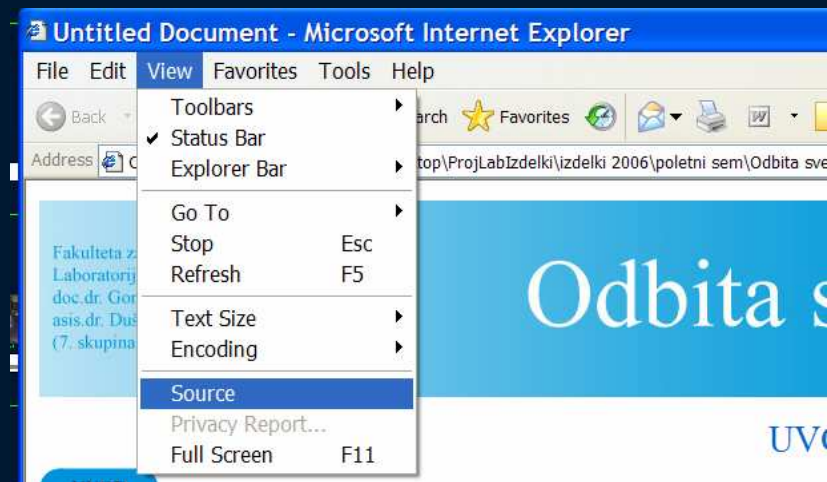 Untitled Document - Microsoft Internet Explorer
File Edit View Favorites Tools Help
Back Favorites
Address top\ProjLabIzdelki\izdelki 2006\poletni sem\Odbita sve
Toolbars
Status Bar
Explorer Bar
Go To
Stop Esc
Refresh F5
Text Size
Encoding
Source
Privacy Report...
Full Screen F11
Fakulteta z
Laboratorij
doc.dr. Gor
asis.dr. Duš
(7. skupina
Odbita s
UVO